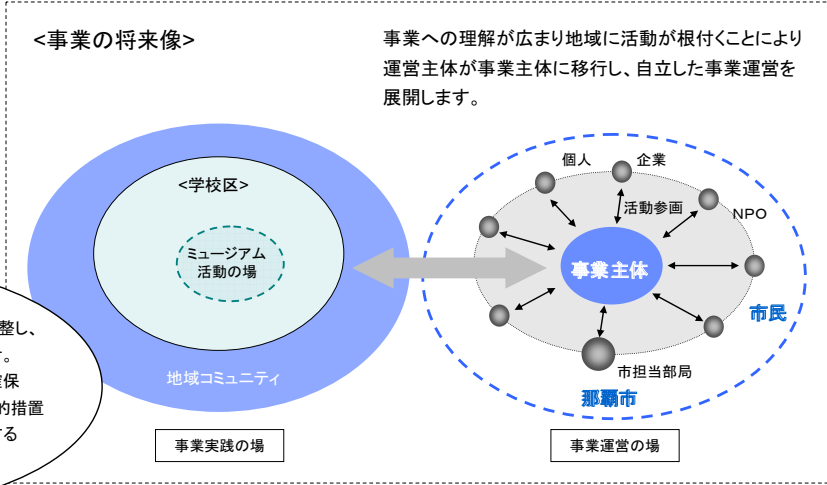 <事業の将来像>
事業への理解が広まり地域に活動が根付くことにより
運営主体が事業主体に移行し、自立した事業運営を
展開します。
<学校区>
ミュージアム
活動の場
地域コミュニティ
事業実践の場
個人
企業
活動参画
NPO
事業主体
市民
市担当部局
那覇市
事業運営の場
整し、
。
保
的措置
る